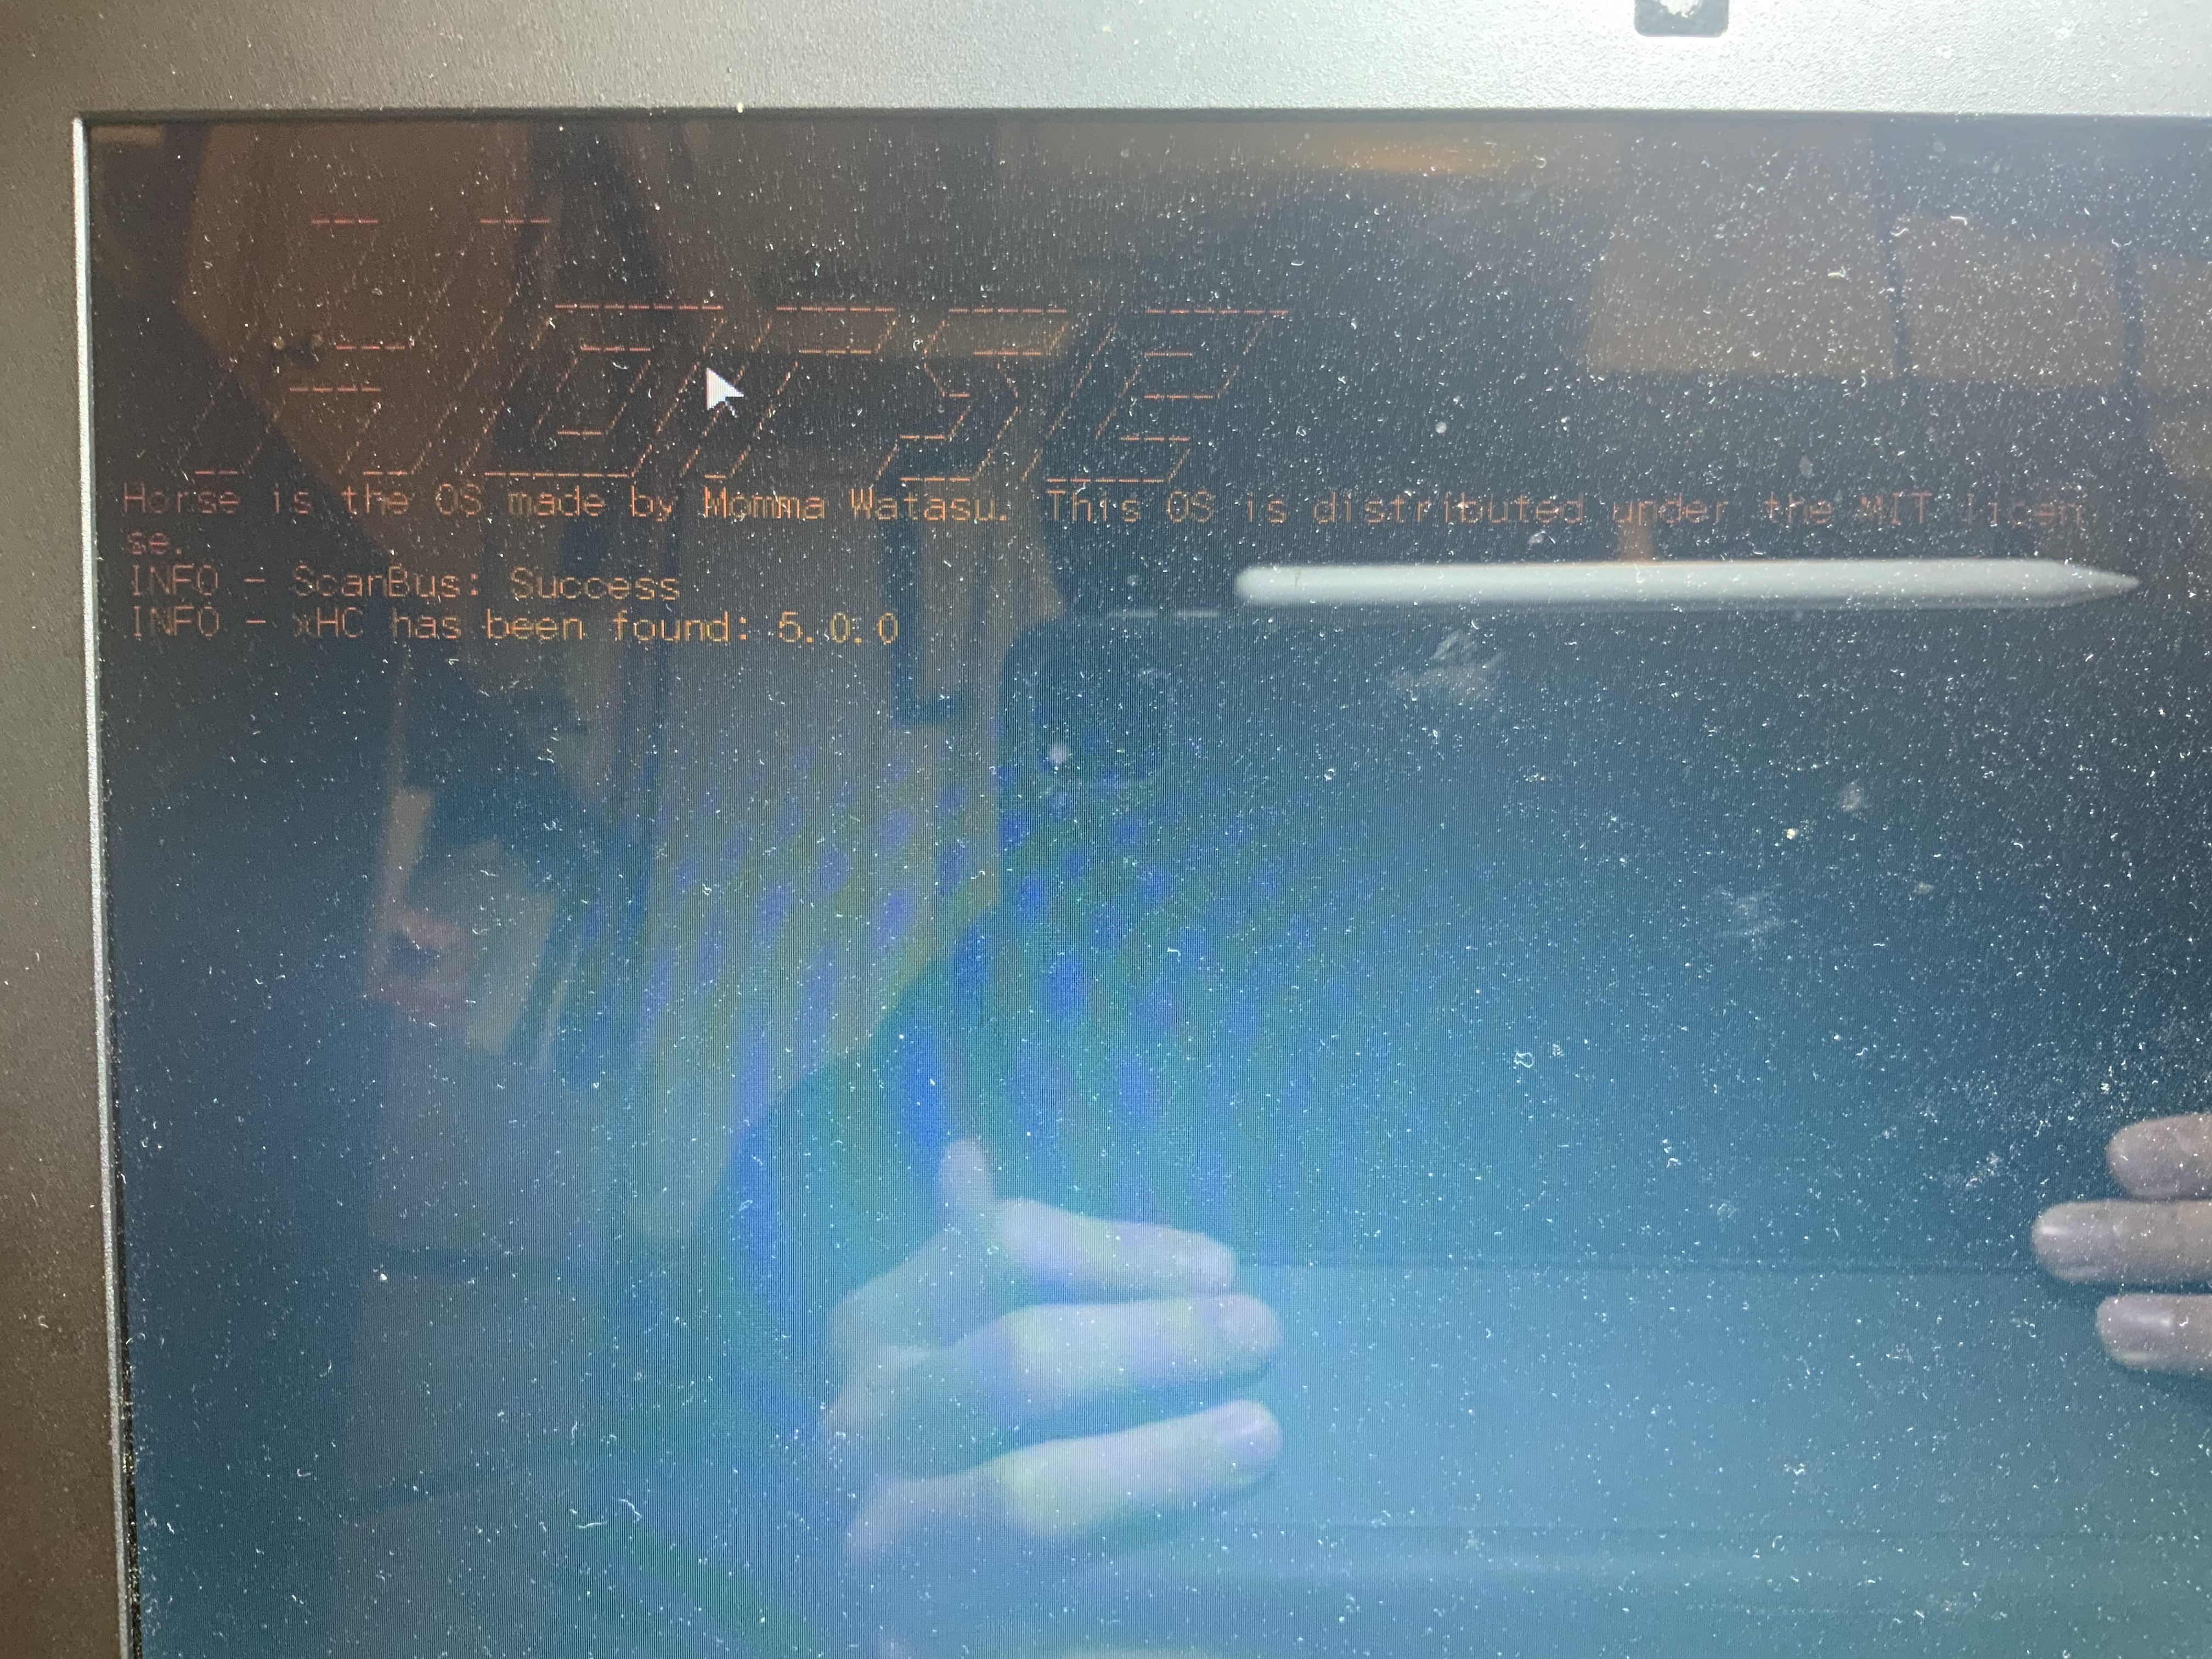 Horse
Horse is the OS made by Momma Watasu. This OS is distributed under the MIT licen
se.
INFO - ScanBus: Success
INFO - xHC has been found: 5.0.0